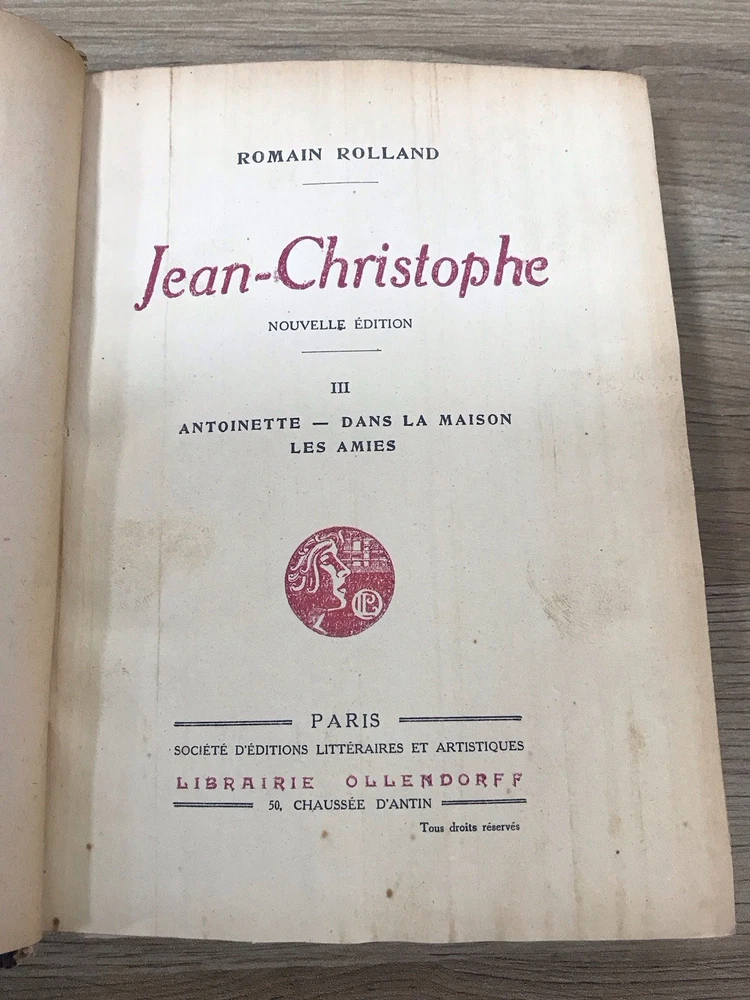 ROMAIN ROLLAND
Jean-Christophe
NOUVELLE ÉDITION
III
ANTOINETTE — DANS LA MAISON
LES AMIES
PARIS
SOCIÉTÉ D'ÉDITIONS LITTÉRAIRES ET ARTISTIQUES
LIBRAIRIE OLLENDORFF
50, CHAUSSÉE D'ANTIN
Tous droits réservés